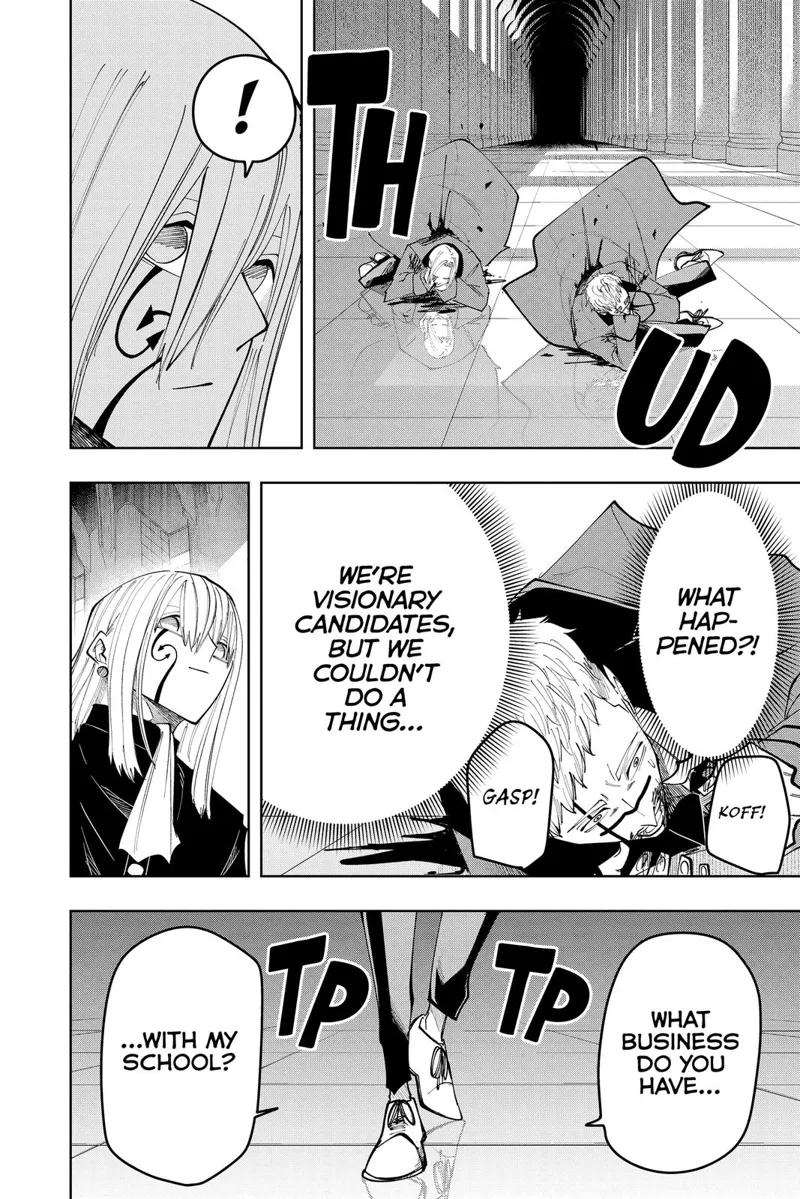 TH
UD
!
WHAT
HAP-
PENED?!
KOFF!
GASP!
WE'RE
VISIONARY
CANDIDATES,
BUT WE
COULDN'T
DO A
THING...
WHAT
BUSINESS
DO YOU
HAVE...
TP
TP
...WITH MY
SCHOOL?